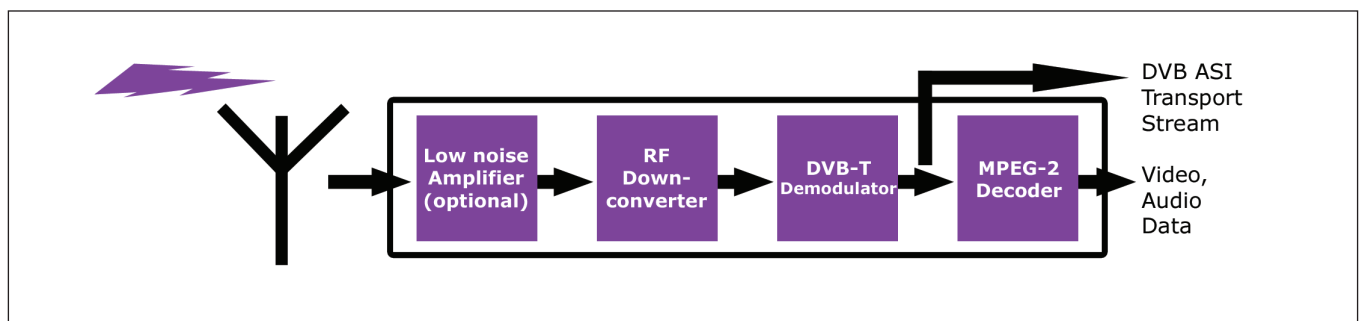 Low noise
Amplifier
(optional)
RF
Down-
converter
DVB-T
Demodulator
MPEG-2
Decoder
DVB ASI
Transport
Stream
Video,
Audio
Data